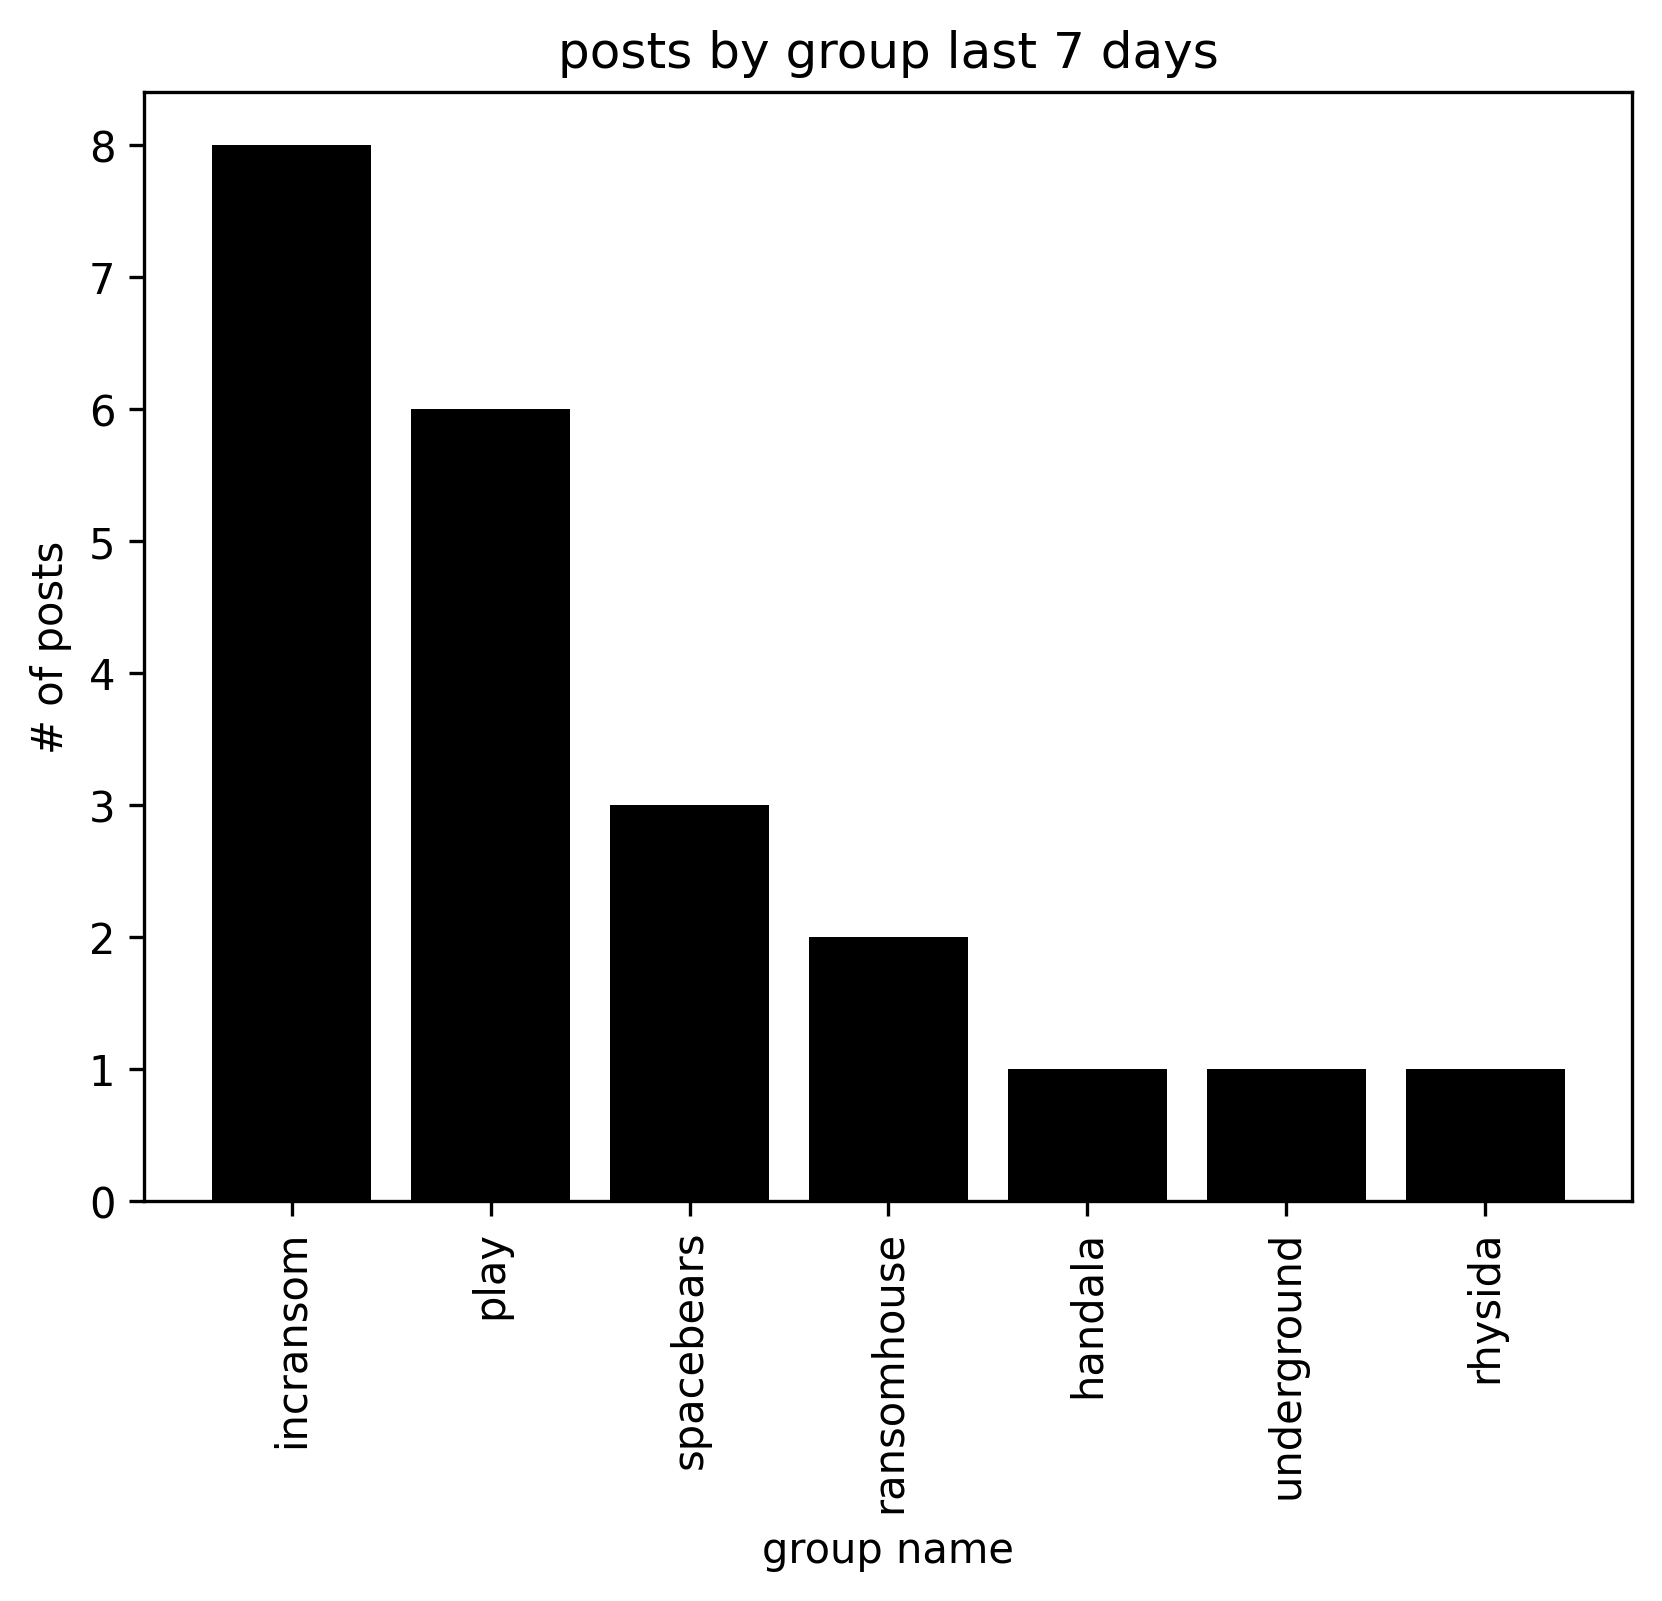 posts by group last 7 days
8
7
6
5
4
3
2
1
0
# of posts
incransom
play
spacebears
ransomhouse
handala
underground
rhysida
group name